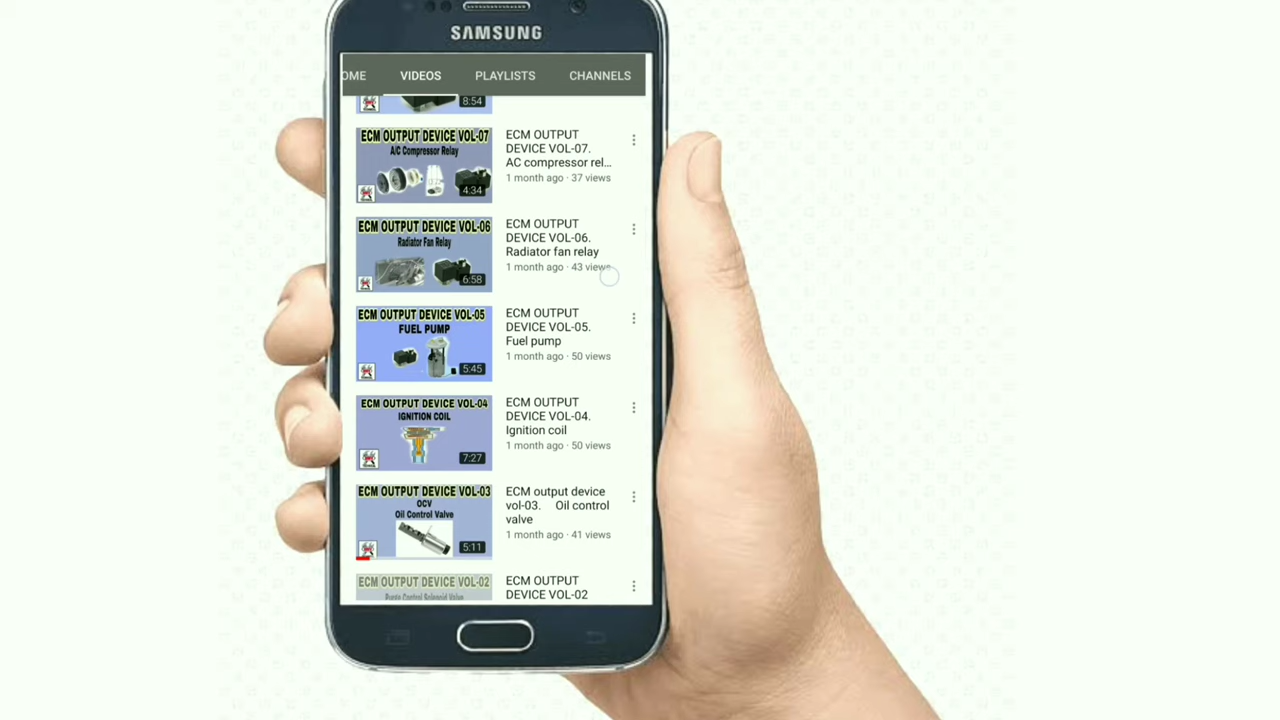 SAMSUNG
OME VIDEOS PLAYLISTS CHANNELS
8:54
ECM OUTPUT DEVICE VOL-07
A/C Compressor Relay
4:34
ECM OUTPUT
DEVICE VOL-07.
AC compressor rel...
1 month ago · 37 views
ECM OUTPUT DEVICE VOL-06
Radiator Fan Relay
6:58
ECM OUTPUT
DEVICE VOL-06.
Radiator fan relay
1 month ago · 43 views
ECM OUTPUT DEVICE VOL-05
FUEL PUMP
5:45
ECM OUTPUT
DEVICE VOL-05.
Fuel pump
1 month ago · 50 views
ECM OUTPUT DEVICE VOL-04
IGNITION COIL
7:27
ECM OUTPUT
DEVICE VOL-04.
Ignition coil
1 month ago · 50 views
ECM OUTPUT DEVICE VOL-03
OCV
Oil Control Valve
5:11
ECM output device
vol-03. Oil control
valve
1 month ago · 41 views
ECM OUTPUT DEVICE VOL-02
Purge Control Solenoid Valve
ECM OUTPUT
DEVICE VOL-02